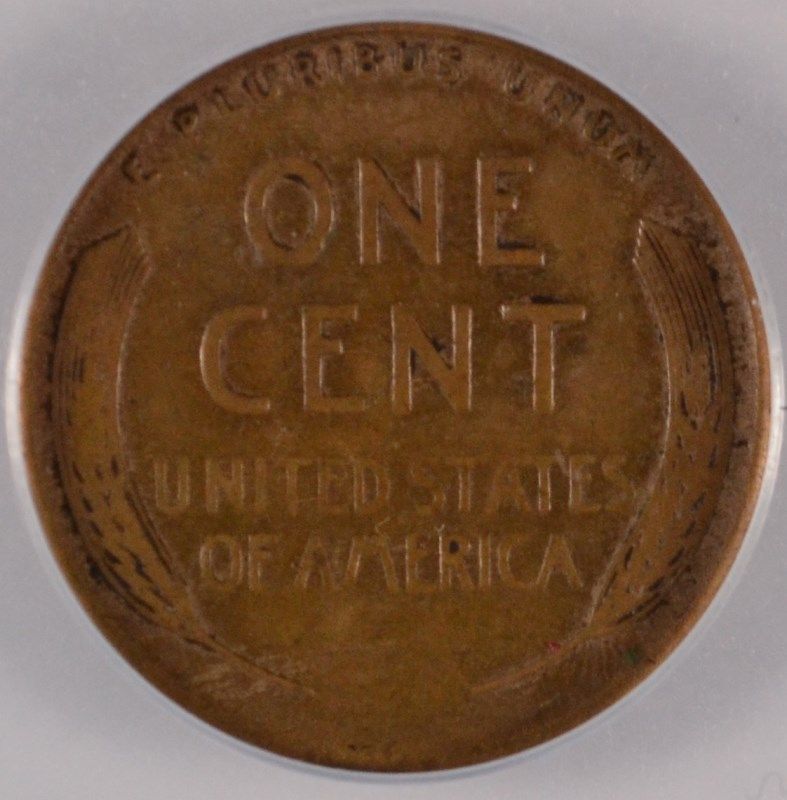 E PLURIBUS UNUM
ONE
CENT
UNITED STATES
OF AMERICA